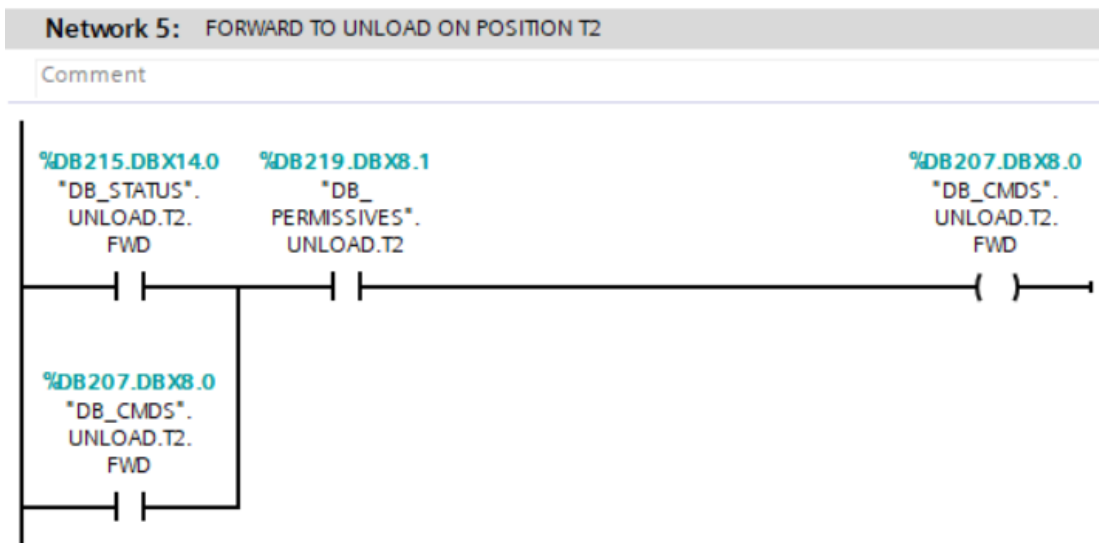 Network 5: FORWARD TO UNLOAD ON POSITION T2
Comment
%DB215.DBX14.0
"DB_STATUS".
UNLOAD.T2.
FWD
%DB219.DBX8.1
"DB_
PERMISSIVES".
UNLOAD.T2
%DB207.DBX8.0
"DB_CMDS".
UNLOAD.T2.
FWD
%DB207.DBX8.0
"DB_CMDS".
UNLOAD.T2.
FWD